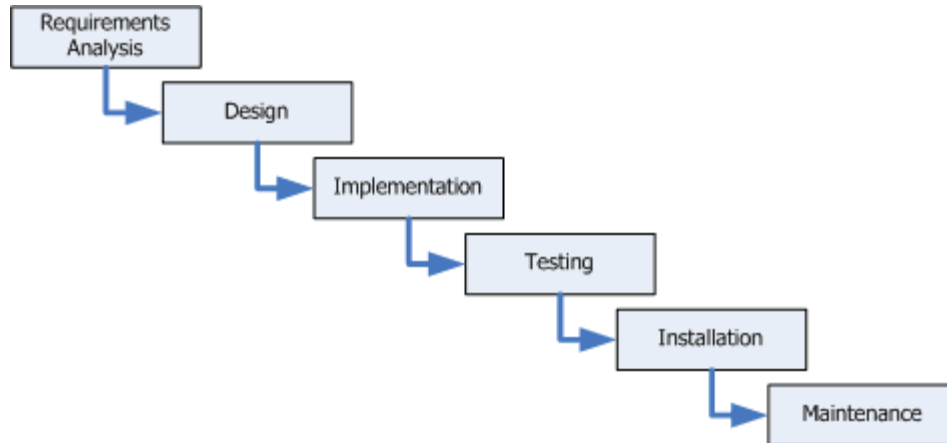 Requirements
Analysis
Design
Implementation
Testing
Installation
Maintenance